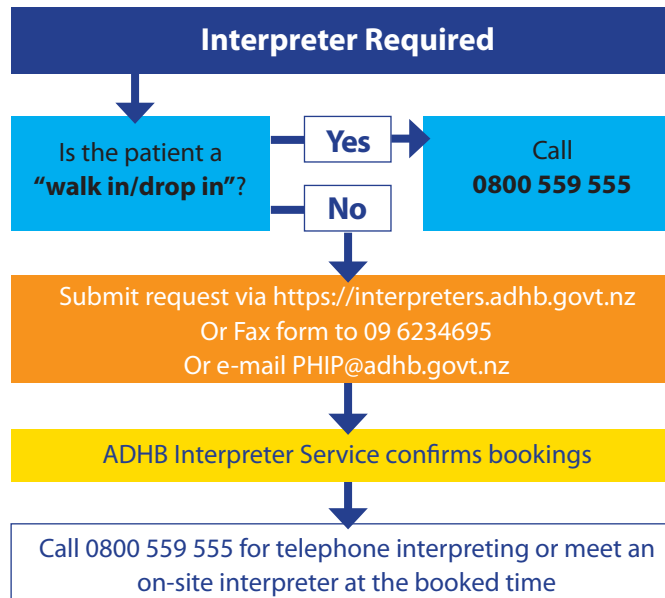 Interpreter Required
Is the patient a
“walk in/drop in”?
Yes
Call
0800 559 555
No
Submit request via https://interpreters.adhb.govt.nz
Or Fax form to 09 6234695
Or e-mail PHIP@adhb.govt.nz
ADHB Interpreter Service confirms bookings
Call 0800 559 555 for telephone interpreting or meet an
on-site interpreter at the booked time